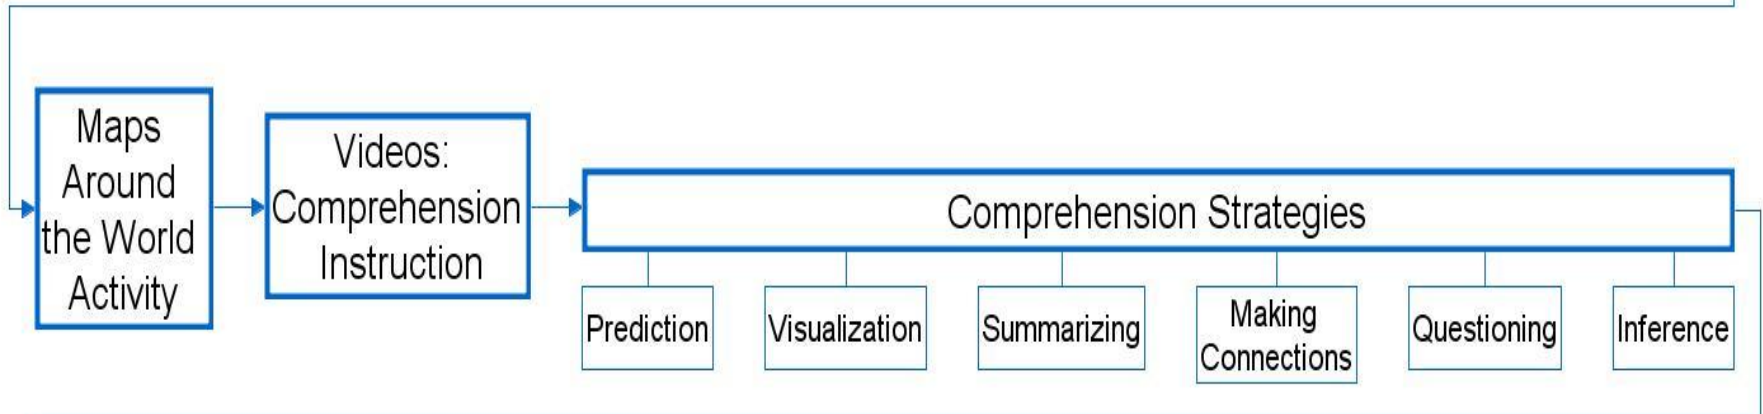 Maps
Around
the World
Activity
Videos:
Comprehension
Instruction
Comprehension Strategies
Prediction
Visualization
Summarizing
Making
Connections
Questioning
Inference